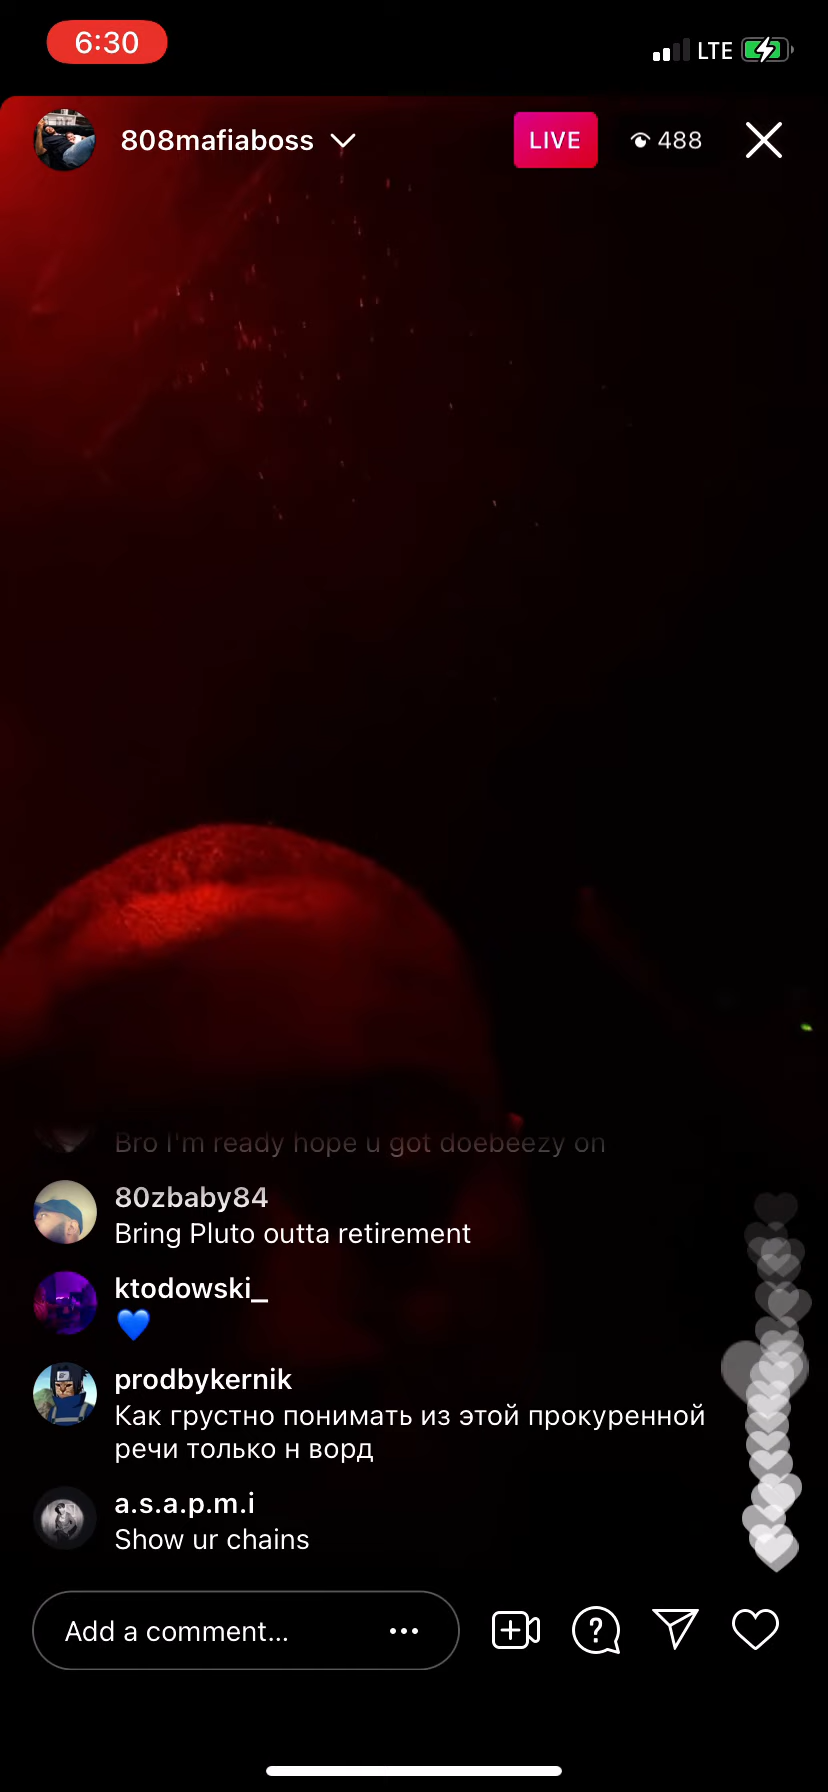 6:30
LTE
808mafiaboss
LIVE
488
Bro I'm ready hope u got doebeezy on
80zbaby84
Bring Pluto outta retirement
ktodowski_
💙
prodbykernik
Как грустно понимать из этой прокуренной
речи только н ворд
a.s.a.p.m.i
Show ur chains
Add a comment...